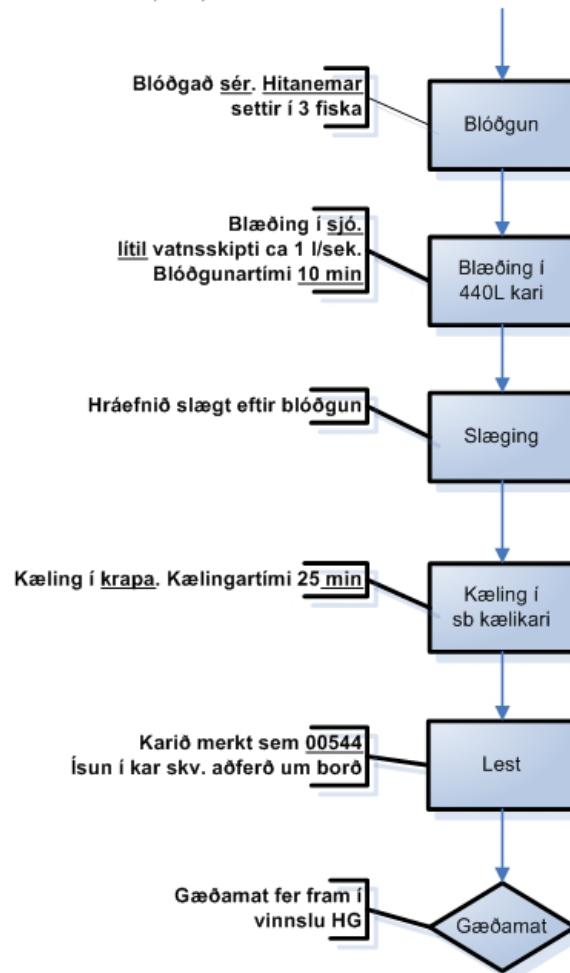 Blóðgað sér. Hitanemar
settir í 3 fiska
Blóðgun
Blæðing í sjó.
lítil vatnsskipti ca 1 l/sek.
Blóðgunartími 10 min
Blæðing í
440L kari
Hráefnið slægt eftir blóðgun
Slæging
Kæling í krapa. Kælingartími 25 min
Kæling í
sb kælikari
Karið merkt sem 00544
Ísun í kar skv. aðferð um borð
Lest
Gæðamat fer fram í
vinnslu HG
Gæðamat